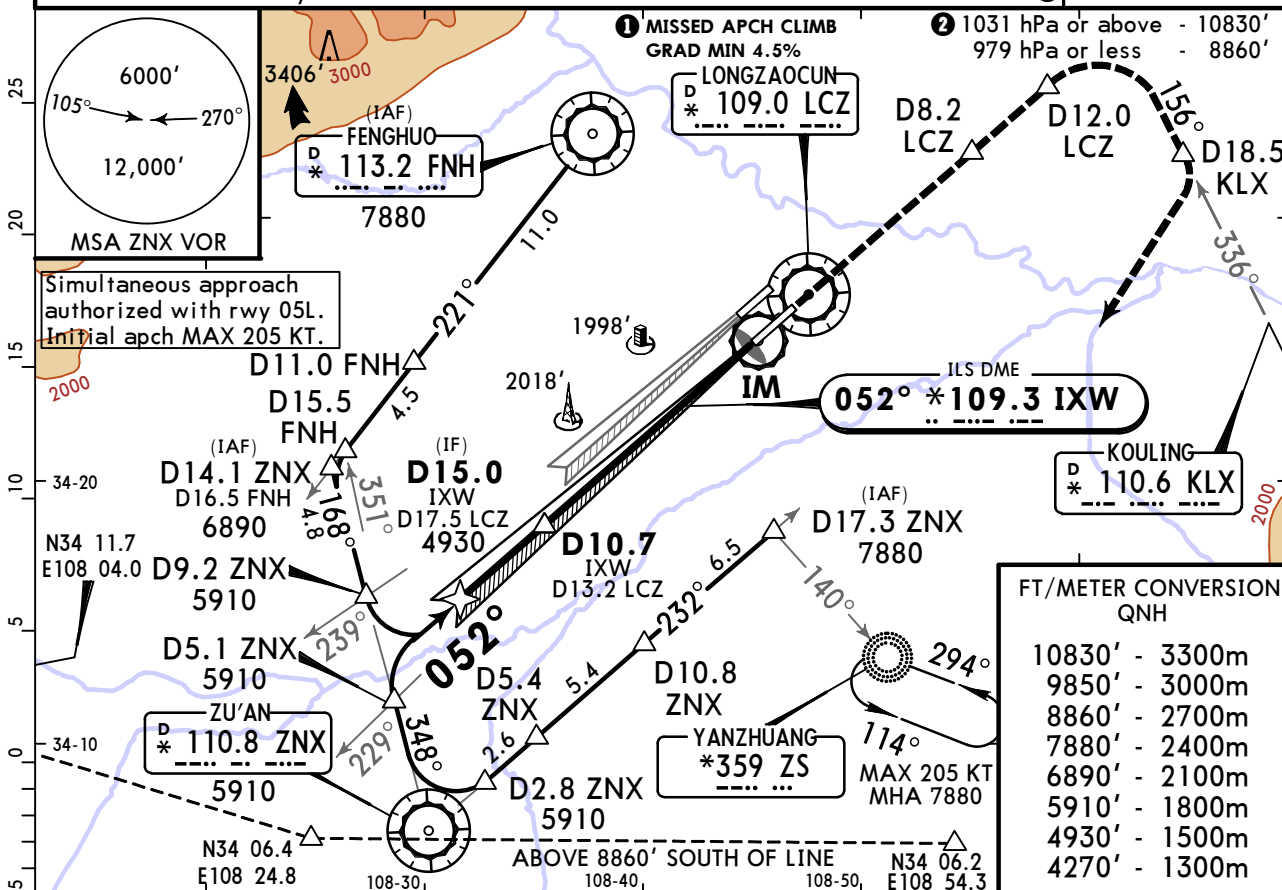 ❶ MISSED APCH CLIMB
GRAD MIN 4.5%
❷ 1031 hPa or above - 10830'
979 hPa or less - 8860'
6000'
105°
270°
12,000'
MSA ZNX VOR
3406'
3000
(IAF)
FENGHUO
D
* 113.2 FNH
7880
LONGZAOCUN
D
* 109.0 LCZ
D8.2
LCZ
D12.0
LCZ
156°
D18.5
KLX
336°
Simultaneous approach
authorized with rwy 05L.
Initial apch MAX 205 KT.
2000
11.0
221°
D11.0 FNH
4.5
D15.5
FNH
1998'
2018'
IM
ILS DME
052° *109.3 IXW
KOULING
D
* 110.6 KLX
2000
(IAF)
D14.1 ZNX
D16.5 FNH
6890
168°
4.8
351°
(IF)
D15.0
IXW
D17.5 LCZ
4930
D10.7
IXW
D13.2 LCZ
(IAF)
D17.3 ZNX
7880
6.5
232°
140°
N34 11.7
E108 04.0
D9.2 ZNX
5910
239°
D5.1 ZNX
5910
229°
052°
348°
D5.4
ZNX
5.4
D10.8
ZNX
2.6
D2.8 ZNX
5910
ZU'AN
D
* 110.8 ZNX
5910
YANZHUANG
*359 ZS
294°
114°
MAX 205 KT
MHA 7880
N34 06.4
E108 24.8
ABOVE 8860' SOUTH OF LINE
N34 06.2
E108 54.3
FT/METER CONVERSION
QNH
10830' - 3300m
9850' - 3000m
8860' - 2700m
7880' - 2400m
6890' - 2100m
5910' - 1800m
4930' - 1500m
4270' - 1300m
25
20
15
10
5
0
5
34-20
34-10
108-30
108-40
108-50